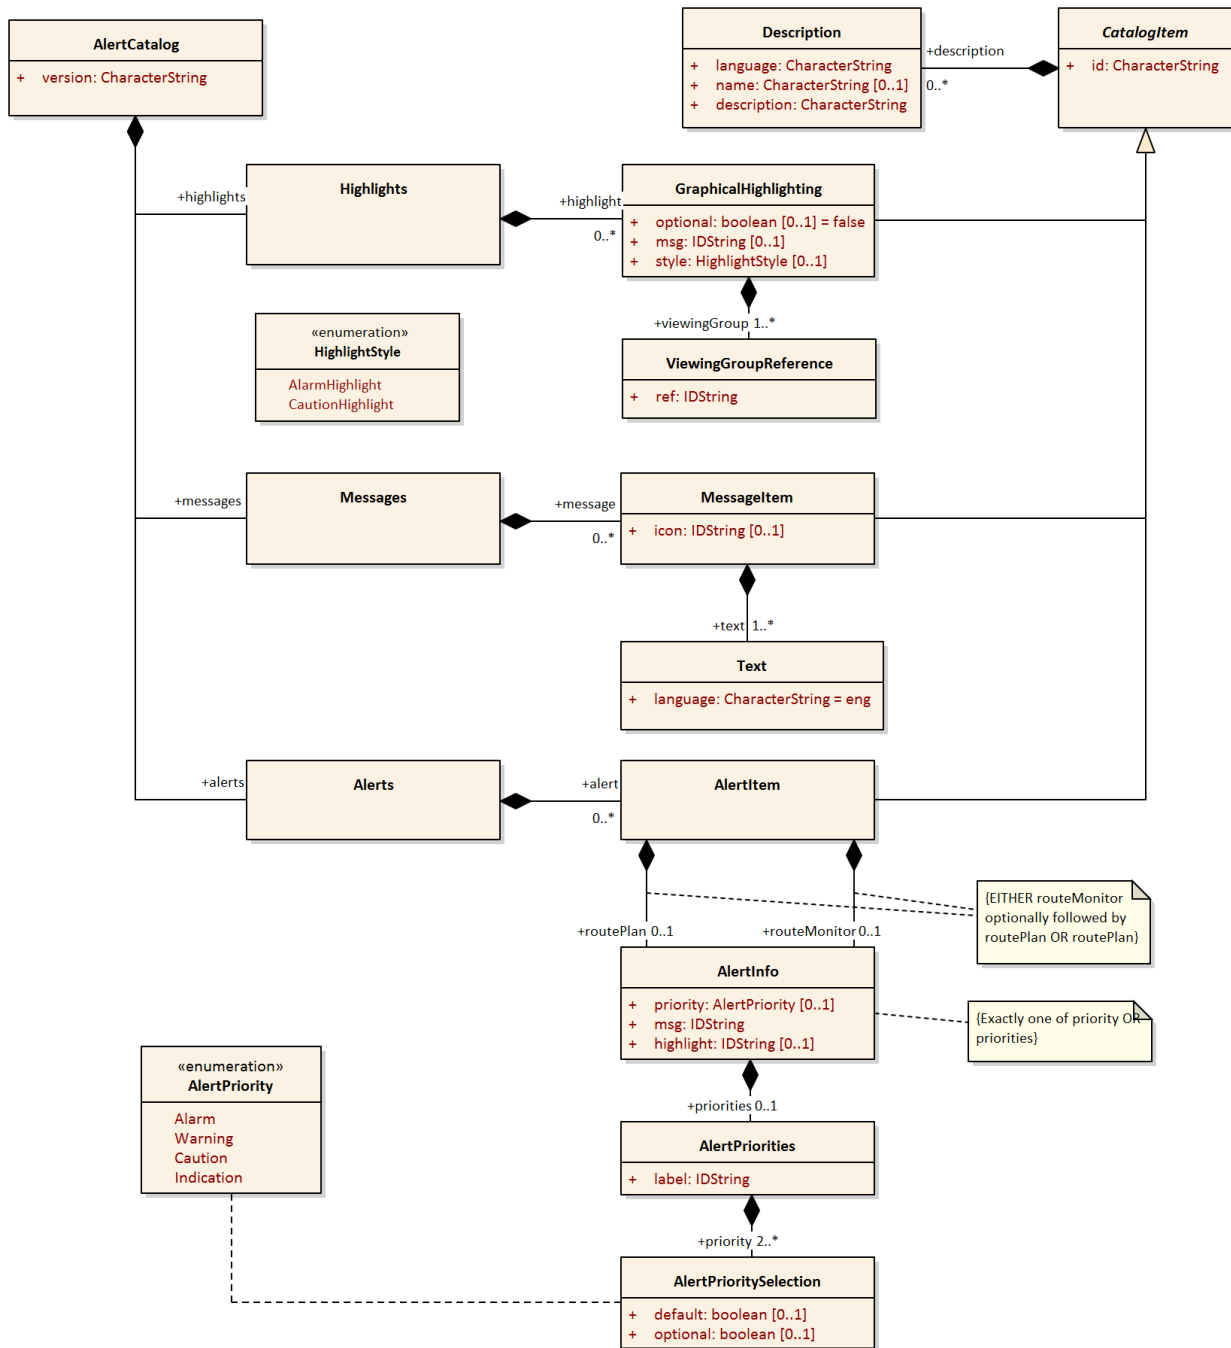 AlertCatalog
+ version: CharacterString
Description
+ language: CharacterString
+ name: CharacterString [0..1]
+ description: CharacterString
+description
0..*
CatalogItem
+ id: CharacterString
+highlights
Highlights
+highlight
0..*
GraphicalHighlighting
+ optional: boolean [0..1] = false
+ msg: IDString [0..1]
+ style: HighlightStyle [0..1]
«enumeration»
HighlightStyle
AlarmHighlight
CautionHighlight
+viewingGroup 1..*
ViewingGroupReference
+ ref: IDString
+messages
Messages
+message
0..*
MessageItem
+ icon: IDString [0..1]
+text 1..*
Text
+ language: CharacterString = eng
+alerts
Alerts
+alert
0..*
AlertItem
{EITHER routeMonitor
optionally followed by
routePlan OR routePlan}
+routePlan 0..1
+routeMonitor 0..1
AlertInfo
+ priority: AlertPriority [0..1]
+ msg: IDString
+ highlight: IDString [0..1]
{Exactly one of priority OR
priorities}
«enumeration»
AlertPriority
Alarm
Warning
Caution
Indication
+priorities 0..1
AlertPriorities
+ label: IDString
+priority 2..*
AlertPrioritySelection
+ default: boolean [0..1]
+ optional: boolean [0..1]